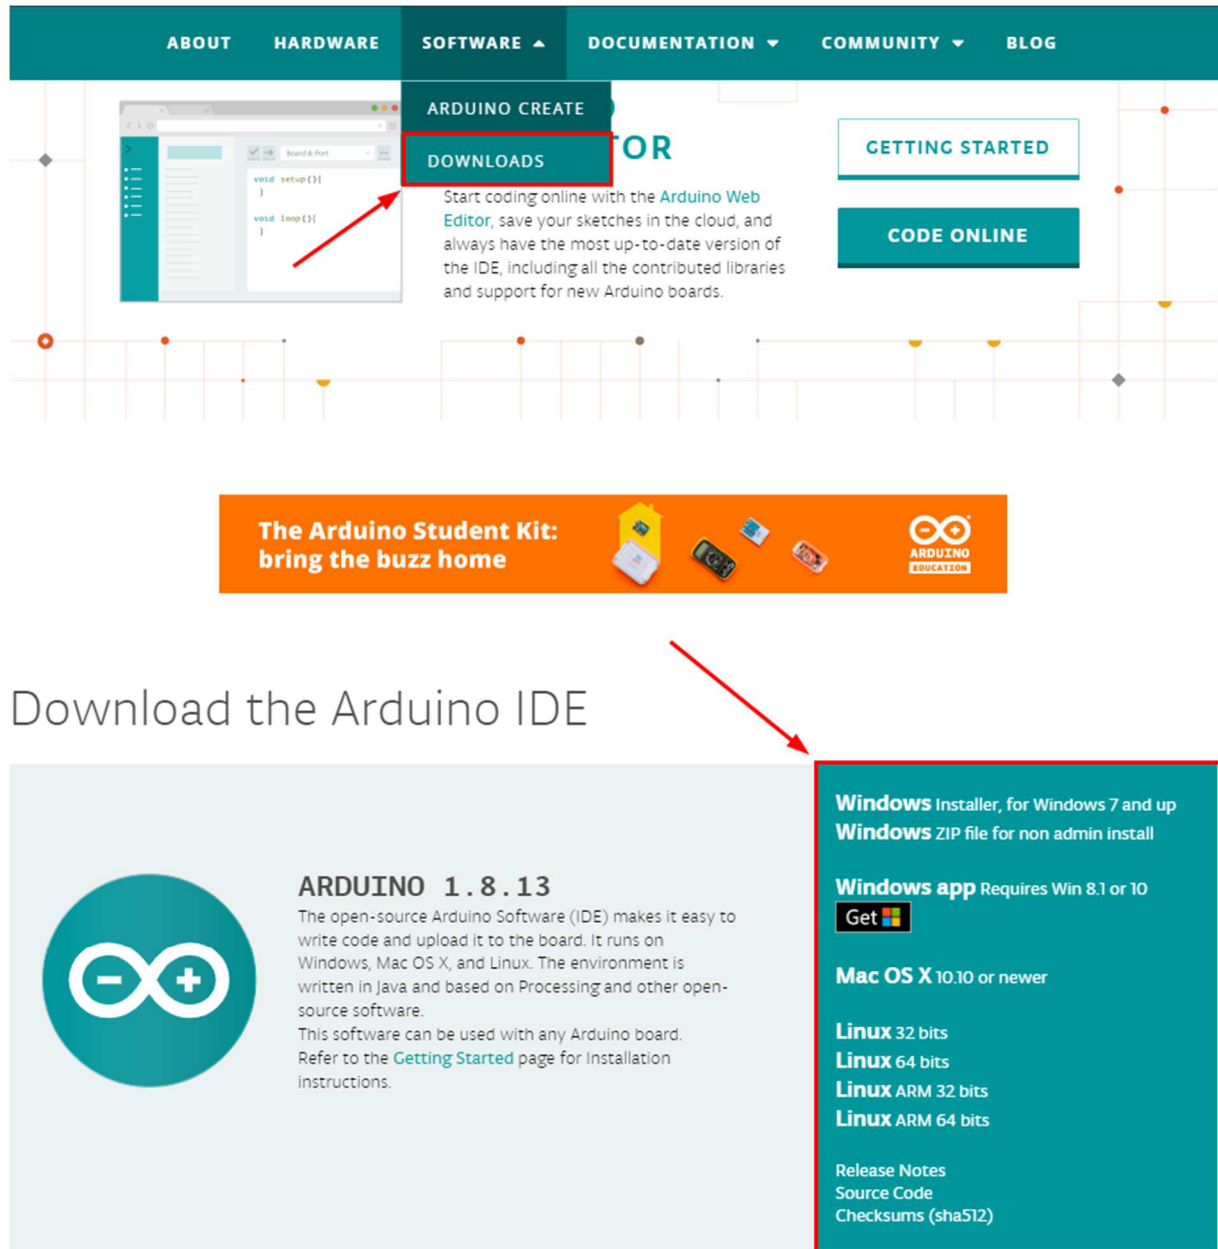 ABOUT HARDWARE SOFTWARE DOCUMENTATION COMMUNITY BLOG
ARDUINO CREATE
DOWNLOADS
TOR
Board & Port
void setup(){
}
void loop(){
}
Start coding online with the Arduino Web
Editor, save your sketches in the cloud, and
always have the most up-to-date version of
the IDE, including all the contributed libraries
and support for new Arduino boards.
GETTING STARTED
CODE ONLINE
The Arduino Student Kit:
bring the buzz home
ARDUINO
EDUCATION
Download the Arduino IDE
ARDUINO 1.8.13
The open-source Arduino Software (IDE) makes it easy to
write code and upload it to the board. It runs on
Windows, Mac OS X, and Linux. The environment is
written in Java and based on Processing and other open-
source software.
This software can be used with any Arduino board.
Refer to the Getting Started page for Installation
instructions.
Windows Installer, for Windows 7 and up
Windows ZIP file for non admin install
Windows app Requires Win 8.1 or 10
Get
Mac OS X 10.10 or newer
Linux 32 bits
Linux 64 bits
Linux ARM 32 bits
Linux ARM 64 bits
Release Notes
Source Code
Checksums (sha512)